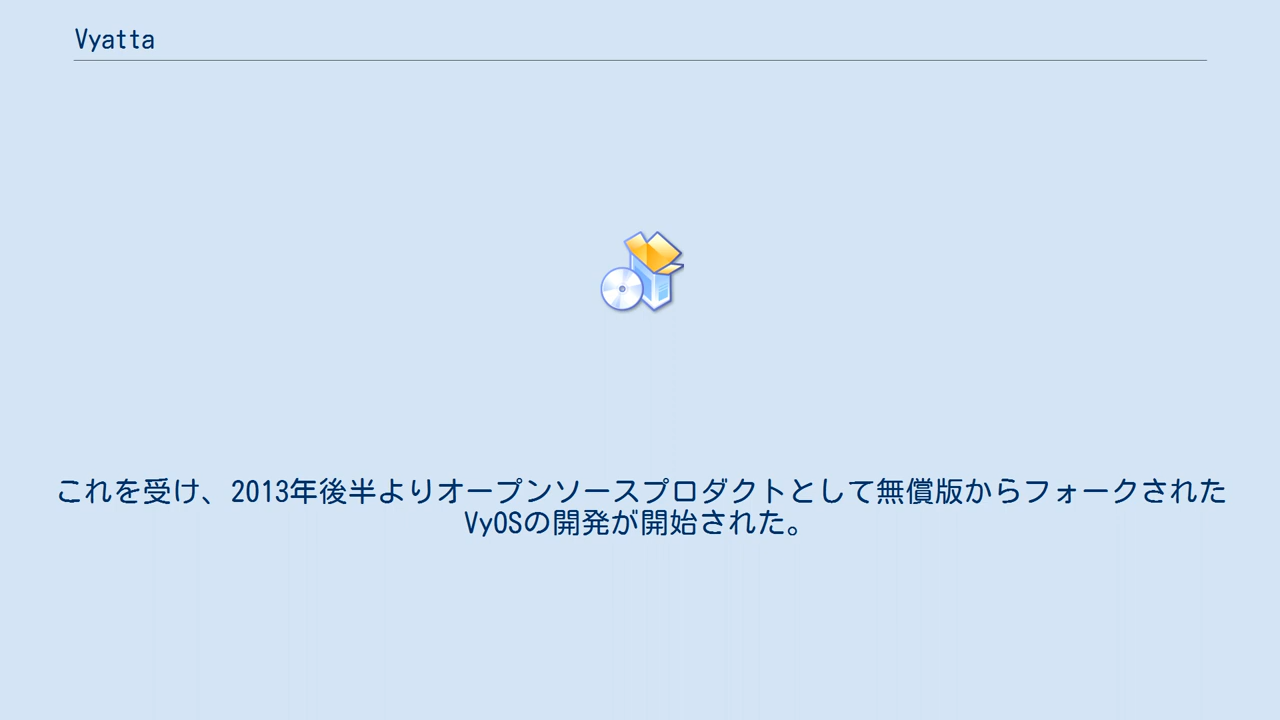 Vyatta
これを受け、2013年後半よりオープンソースプロダクトとして無償版からフォークされた
VyOSの開発が開始された。